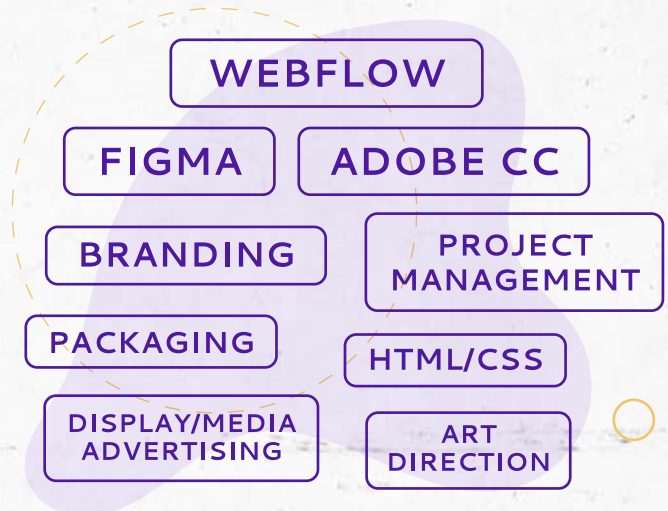 WEBFLOW
FIGMA
ADOBE CC
BRANDING
PROJECT
MANAGEMENT
PACKAGING
HTML/CSS
DISPLAY/MEDIA
ADVERTISING
ART
DIRECTION